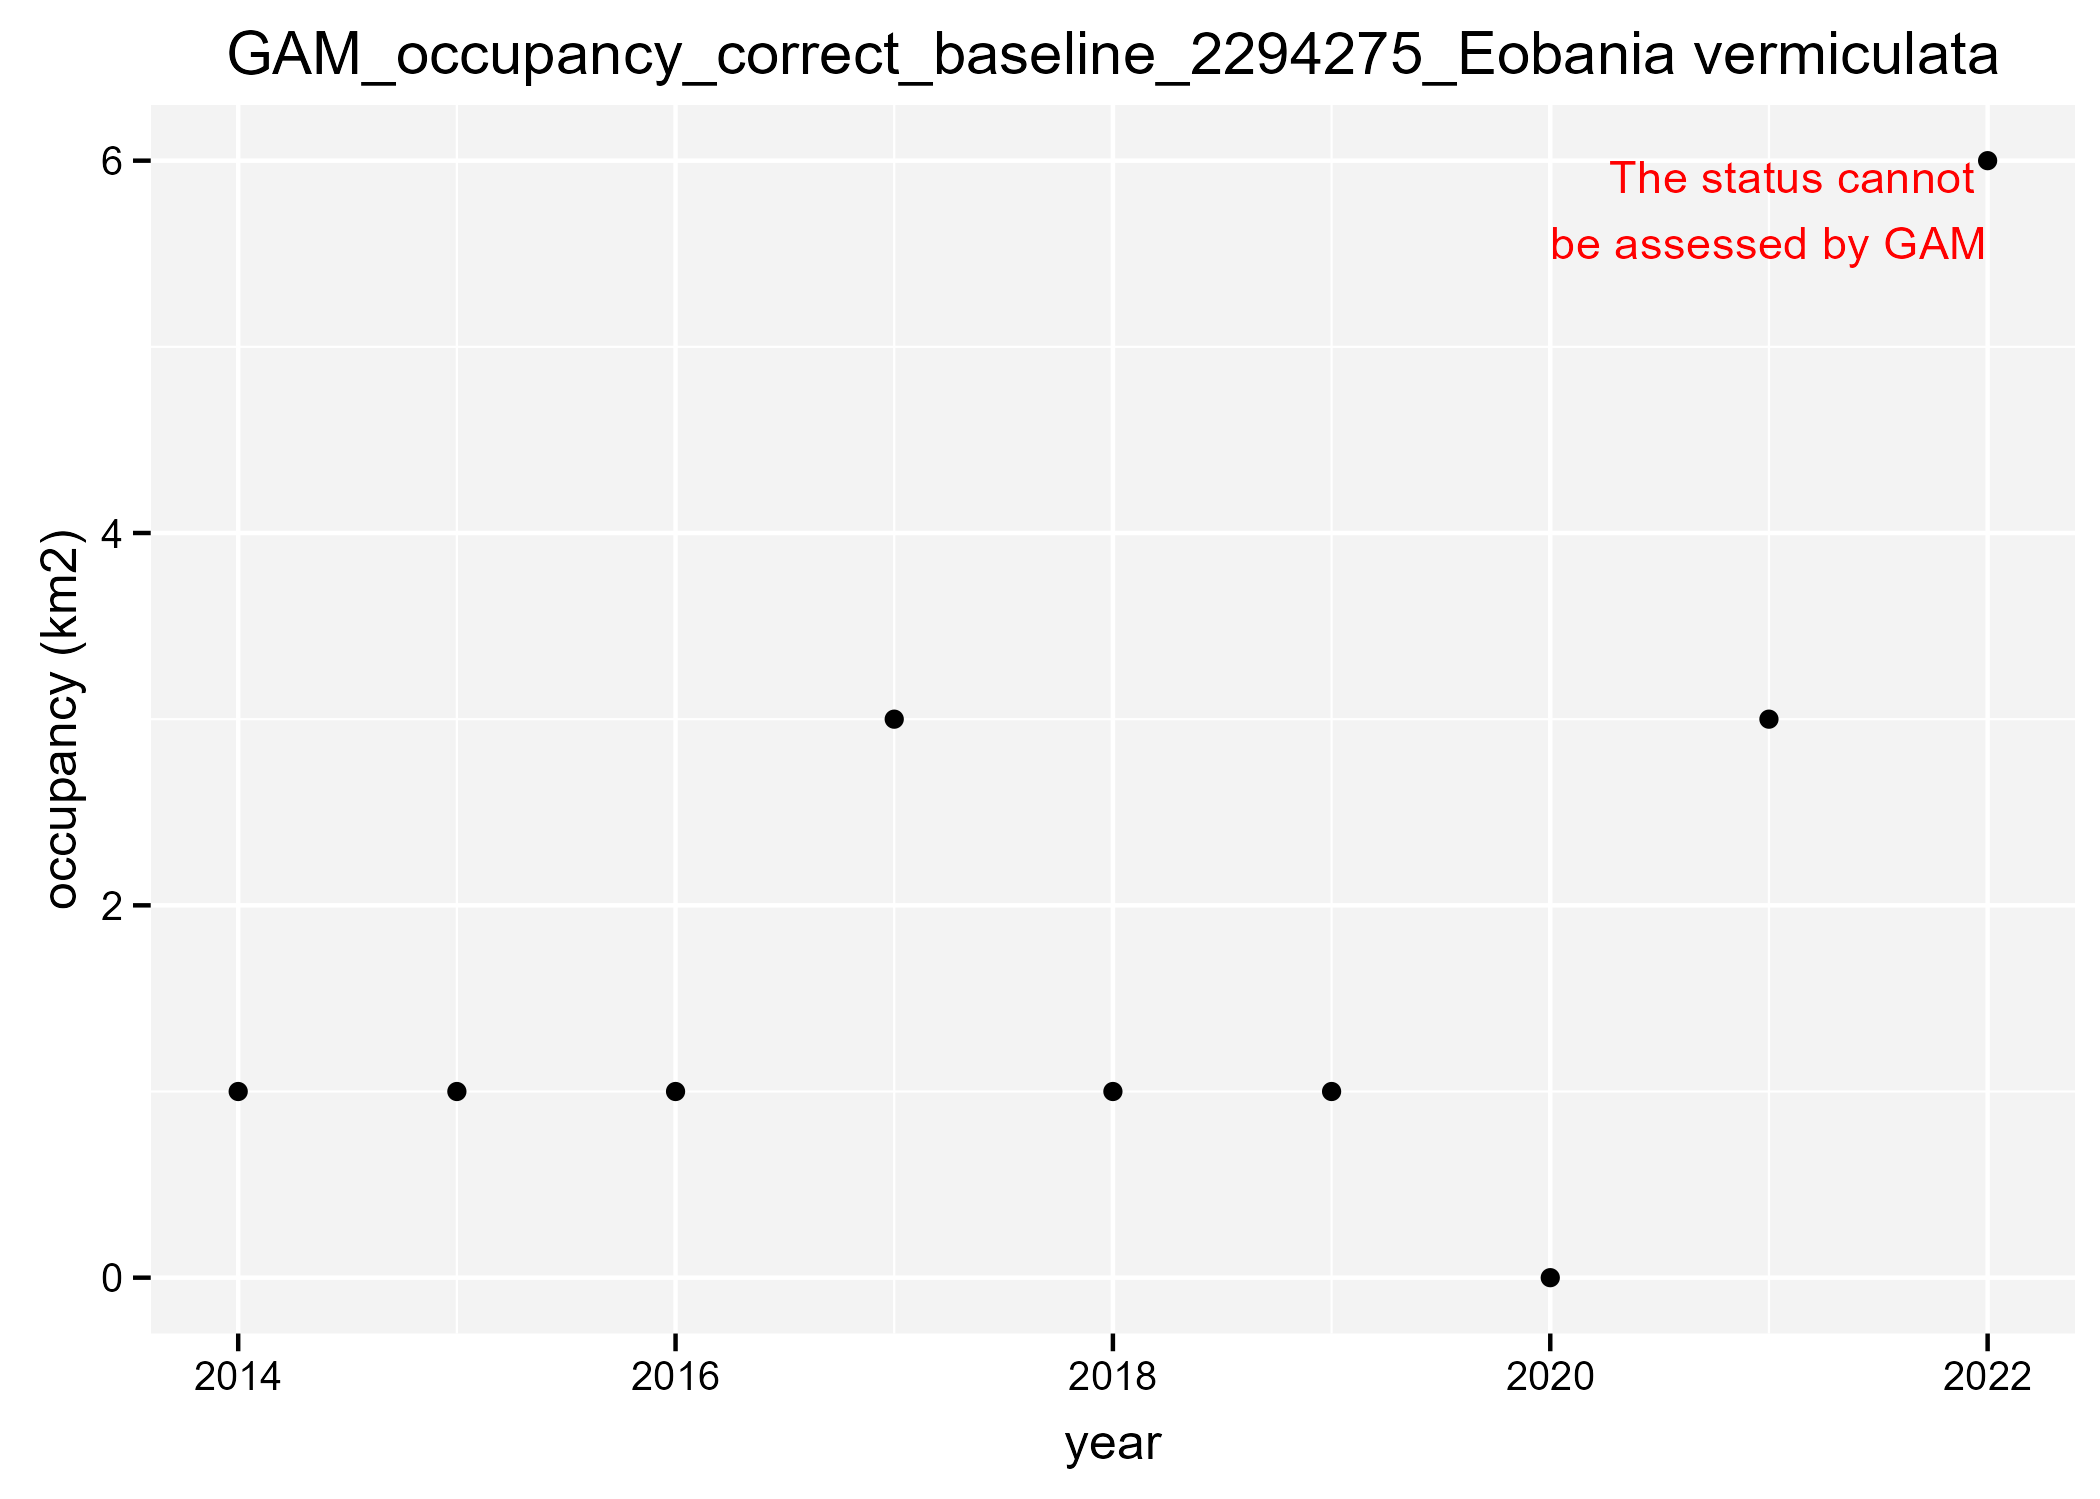 GAM_occupancy_correct_baseline_2294275_Eobania vermiculata
6
The status cannot
be assessed by GAM
4
occupancy (km2)
2
0
2014 2016 2018 2020 2022
year